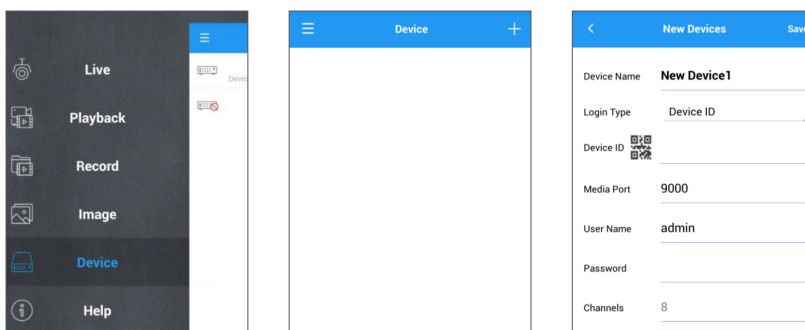 Live
Playback
Record
Image
Device
Help
Device
New Devices
Device Name New Device1
Login Type Device ID
Device ID
Media Port 9000
User Name admin
Password
Channels 8